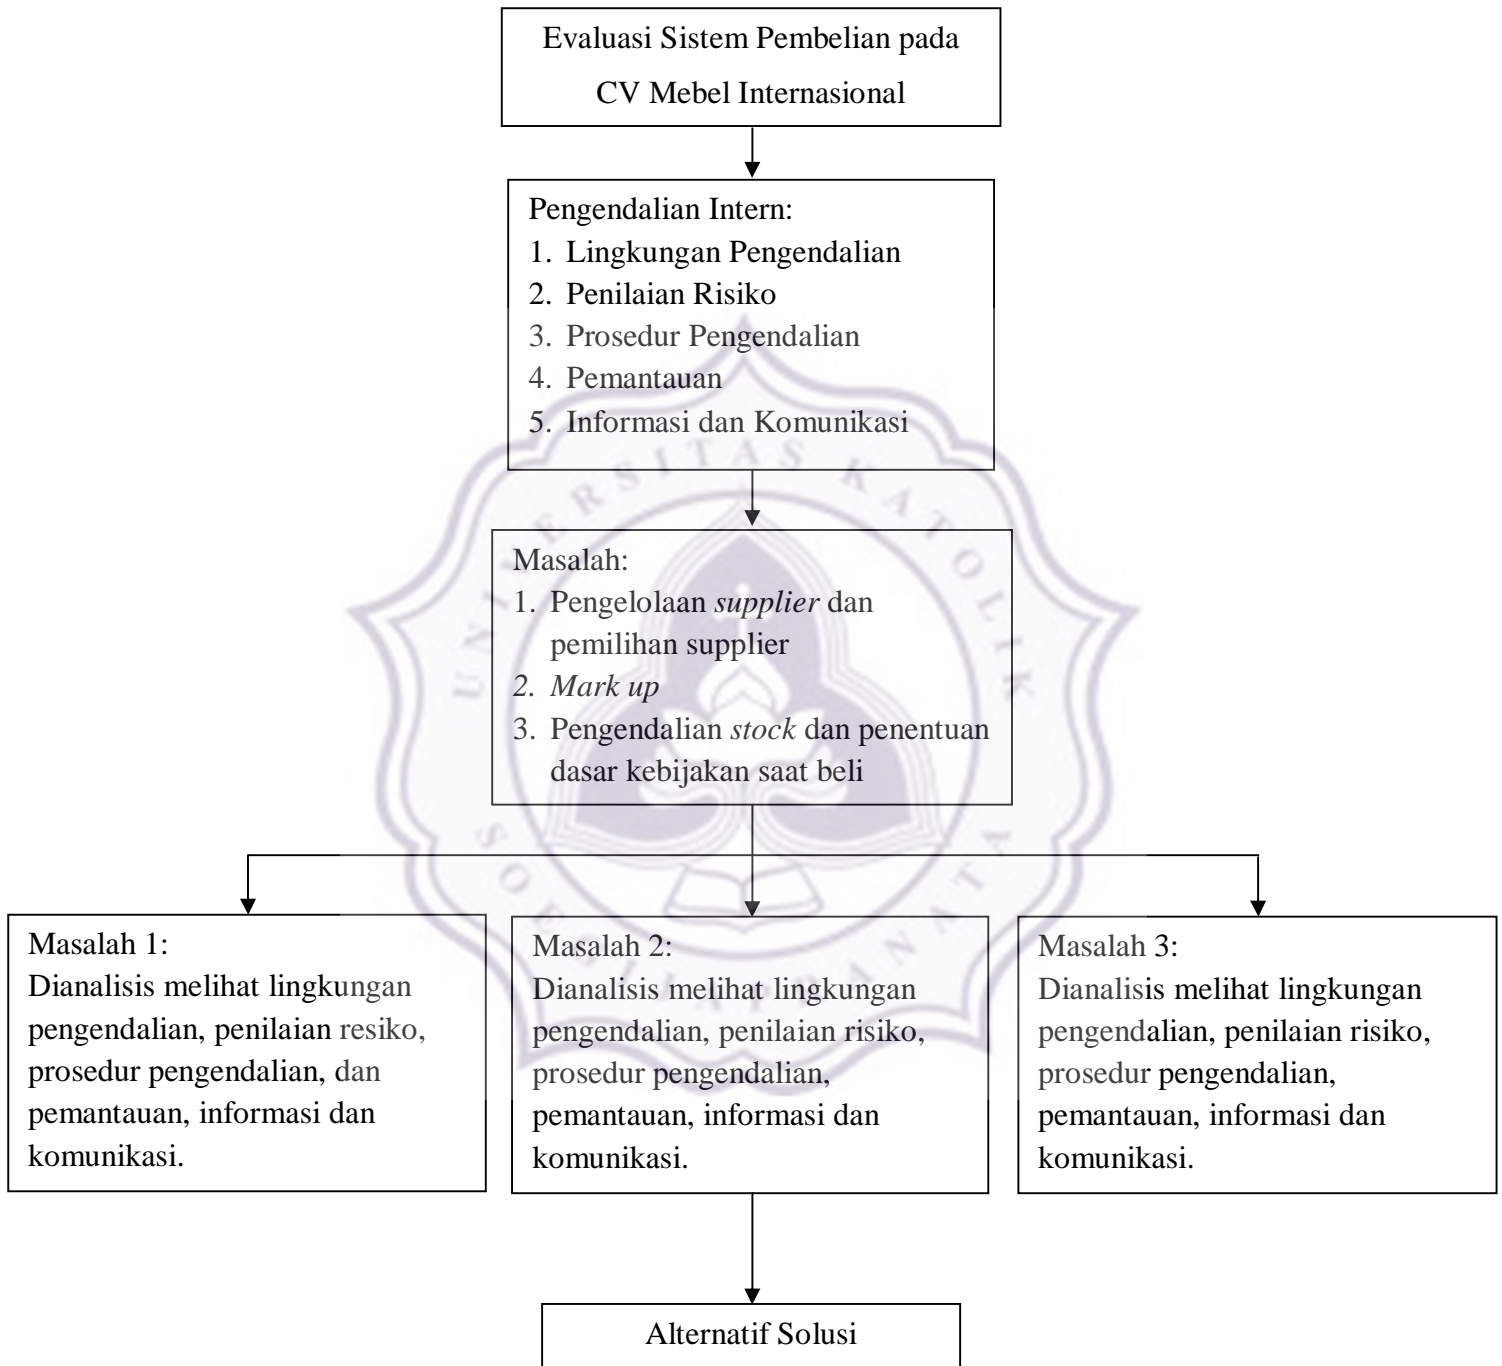 Evaluasi Sistem Pembelian pada
CV Mebel Internasional
Pengendalian Intern:
1. Lingkungan Pengendalian
2. Penilaian Risiko
3. Prosedur Pengendalian
4. Pemantauan
5. Informasi dan Komunikasi
UNIVERSITAS KATOLIK
Masalah:
1. Pengelolaan supplier dan
pemilihan supplier
2. Mark up
3. Pengendalian stock dan penentuan
dasar kebijakan saat beli
SOEGIJAPRANATA
Masalah 1:
Dianalisis melihat lingkungan
pengendalian, penilaian resiko,
prosedur pengendalian, dan
pemantauan, informasi dan
komunikasi.
Masalah 2:
Dianalisis melihat lingkungan
pengendalian, penilaian risiko,
prosedur pengendalian,
pemantauan, informasi dan
komunikasi.
Masalah 3:
Dianalisis melihat lingkungan
pengendalian, penilaian risiko,
prosedur pengendalian,
pemantauan, informasi dan
komunikasi.
Alternatif Solusi